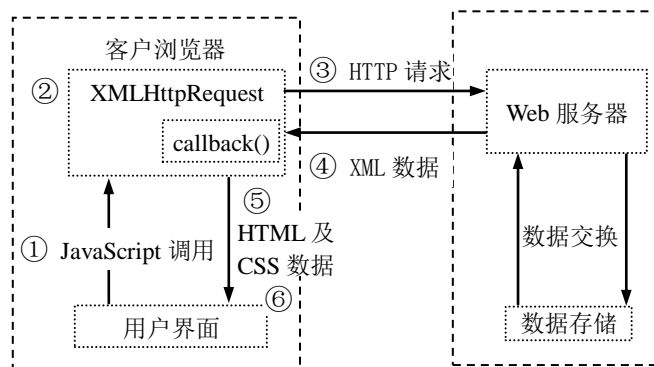 客户浏览器
② XMLHttpRequest
callback()
③ HTTP 请求
Web 服务器
④ XML 数据
① JavaScript 调用
⑤
HTML 及
CSS 数据
⑥
用户界面
数据交换
数据存储